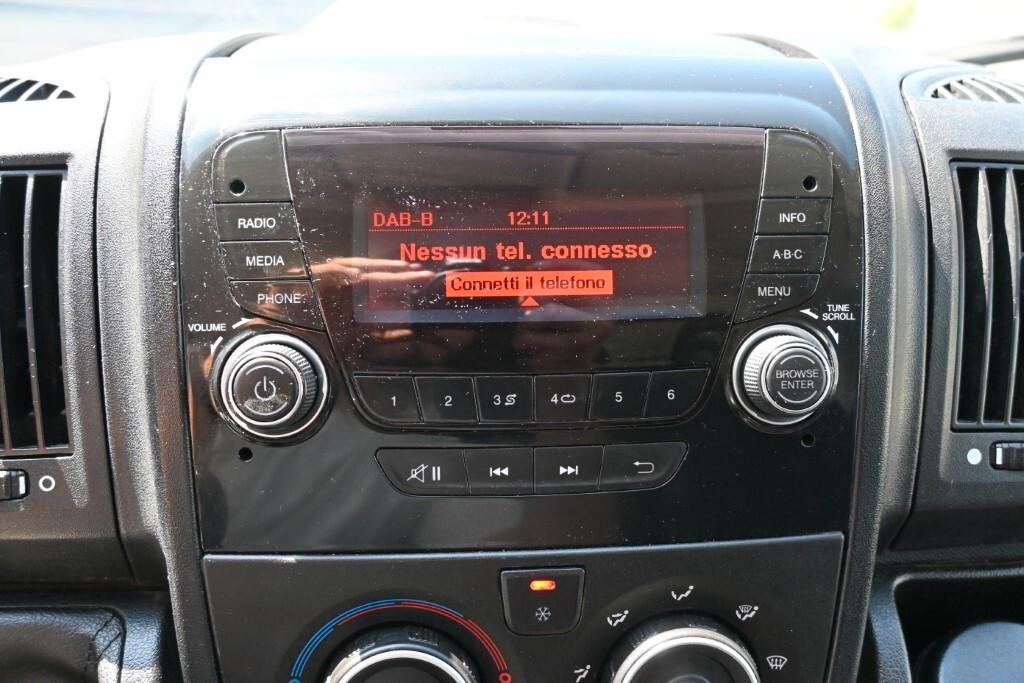 DAB-B 12:11
Nessun tel. connesso
Connetti il telefono
RADIO
MEDIA
PHONE
VOLUME
INFO
A·B·C
MENU
TUNE
SCROLL
BROWSE
ENTER
1 2 3 4 5 6